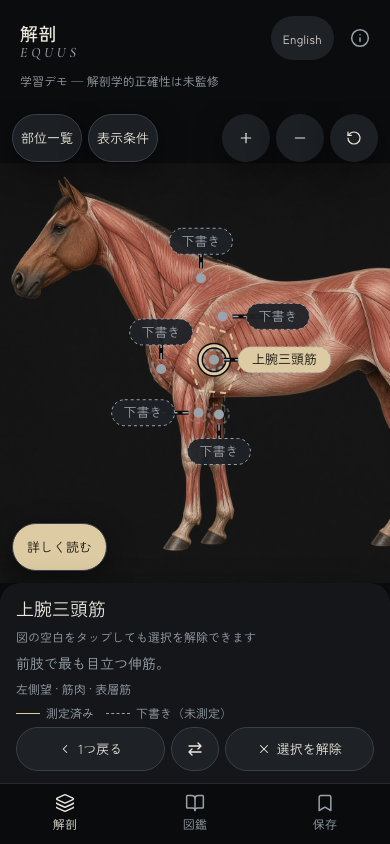 解剖
EQUUS
English
学習デモ — 解剖学的正確性は未監修
部位一覧
表示条件
下書き
下書き
下書き
上腕三頭筋
下書き
下書き
詳しく読む
上腕三頭筋
図の空白をタップしても選択を解除できます
前肢で最も目立つ伸筋。
左側望 · 筋肉 · 表層筋
測定済み 下書き（未測定）
1つ戻る
選択を解除
解剖
図鑑
保存